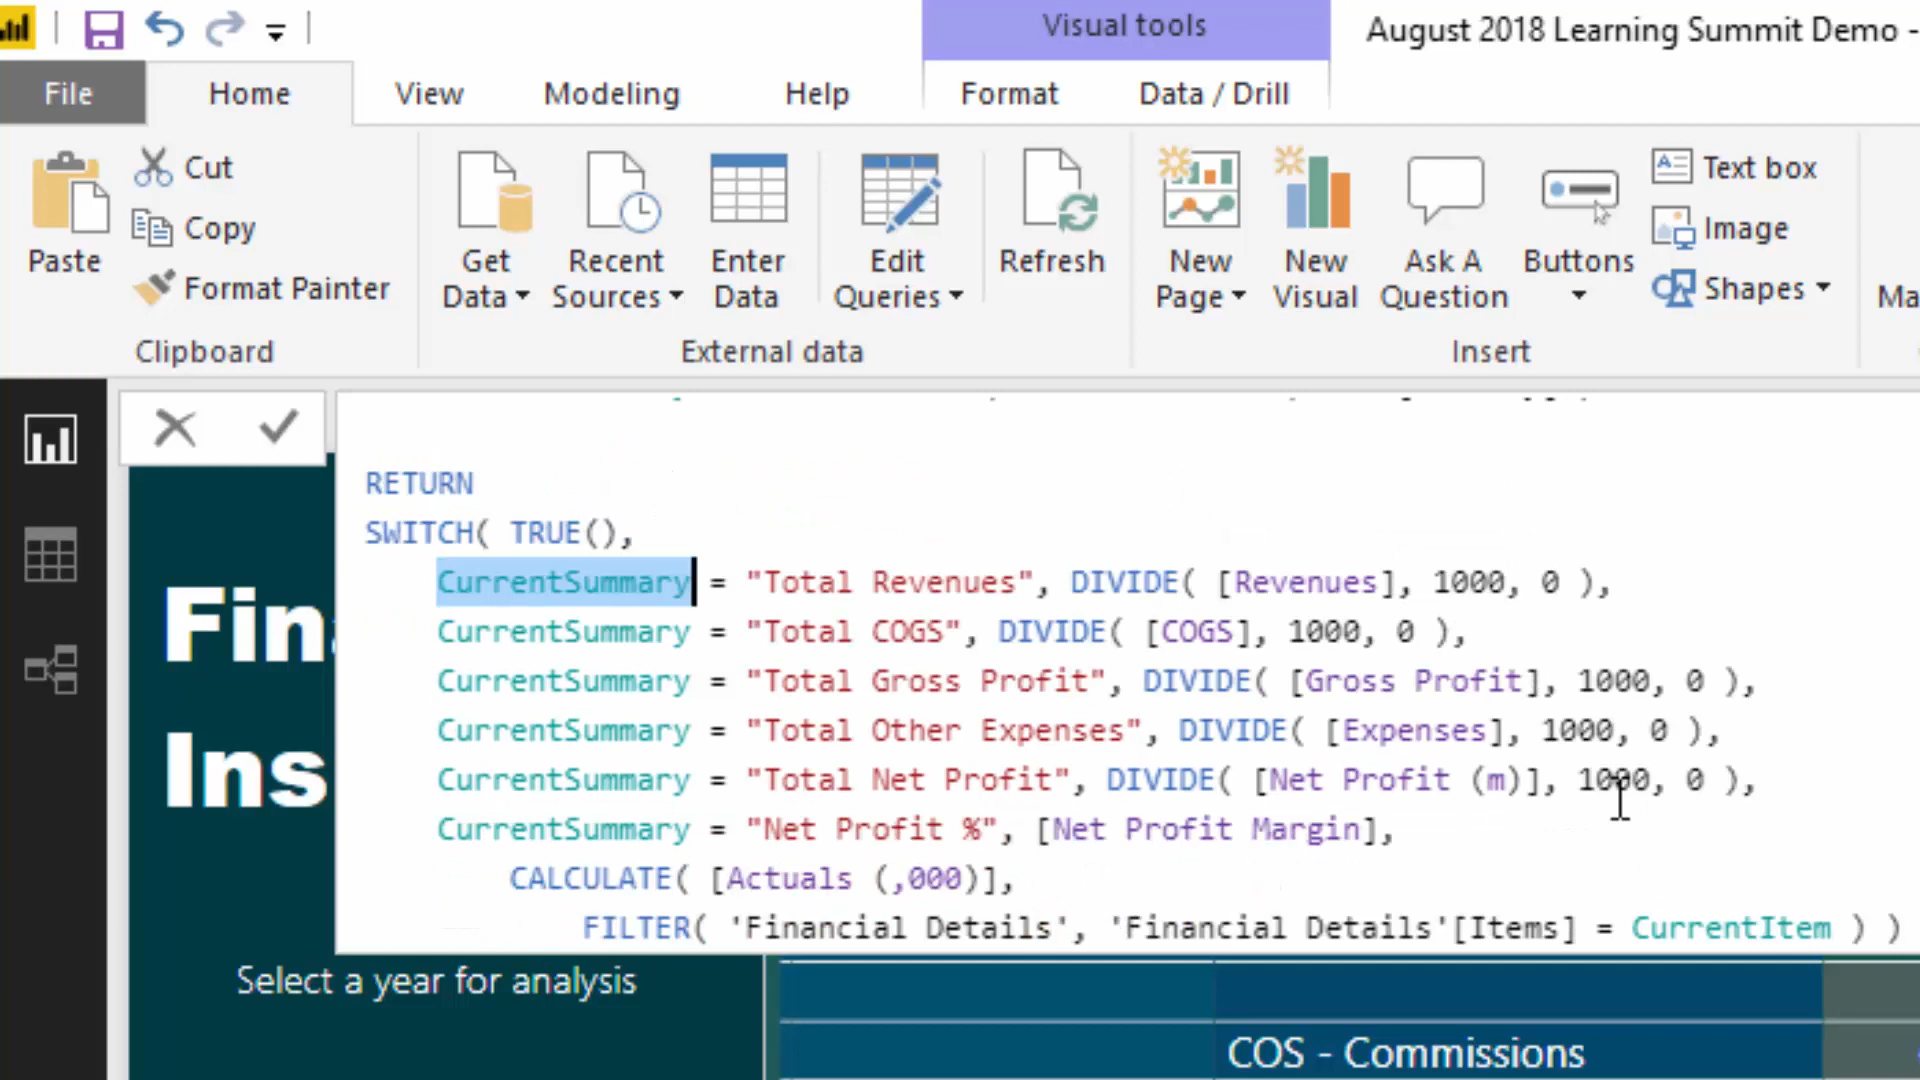 Visual tools
August 2018 Learning Summit Demo -
File
Home
View
Modeling
Help
Format
Data / Drill
Paste
Cut
Copy
Format Painter
Get Data
Recent Sources
Enter Data
Edit Queries
Refresh
New Page
New Visual
Ask A Question
Buttons
Text box
Image
Shapes
Ma
Clipboard
External data
Insert
RETURN
SWITCH( TRUE(),
CurrentSummary = "Total Revenues", DIVIDE( [Revenues], 1000, 0 ),
CurrentSummary = "Total COGS", DIVIDE( [COGS], 1000, 0 ),
CurrentSummary = "Total Gross Profit", DIVIDE( [Gross Profit], 1000, 0 ),
CurrentSummary = "Total Other Expenses", DIVIDE( [Expenses], 1000, 0 ),
CurrentSummary = "Total Net Profit", DIVIDE( [Net Profit (m)], 1000, 0 ),
CurrentSummary = "Net Profit %", [Net Profit Margin],
CALCULATE( [Actuals (,000)],
FILTER( 'Financial Details', 'Financial Details'[Items] = CurrentItem ) )
Fin
Ins
Select a year for analysis
COS - Commissions